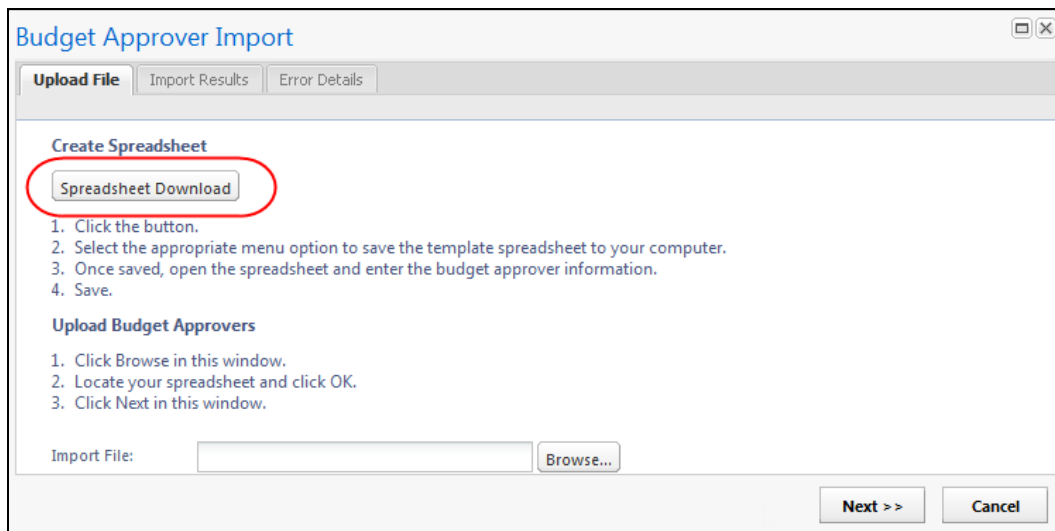 Budget Approver Import
Upload File Import Results Error Details
Create Spreadsheet
Spreadsheet Download
1. Click the button.
2. Select the appropriate menu option to save the template spreadsheet to your computer.
3. Once saved, open the spreadsheet and enter the budget approver information.
4. Save.
Upload Budget Approvers
1. Click Browse in this window.
2. Locate your spreadsheet and click OK.
3. Click Next in this window.
Import File: Browse...
Next >> Cancel